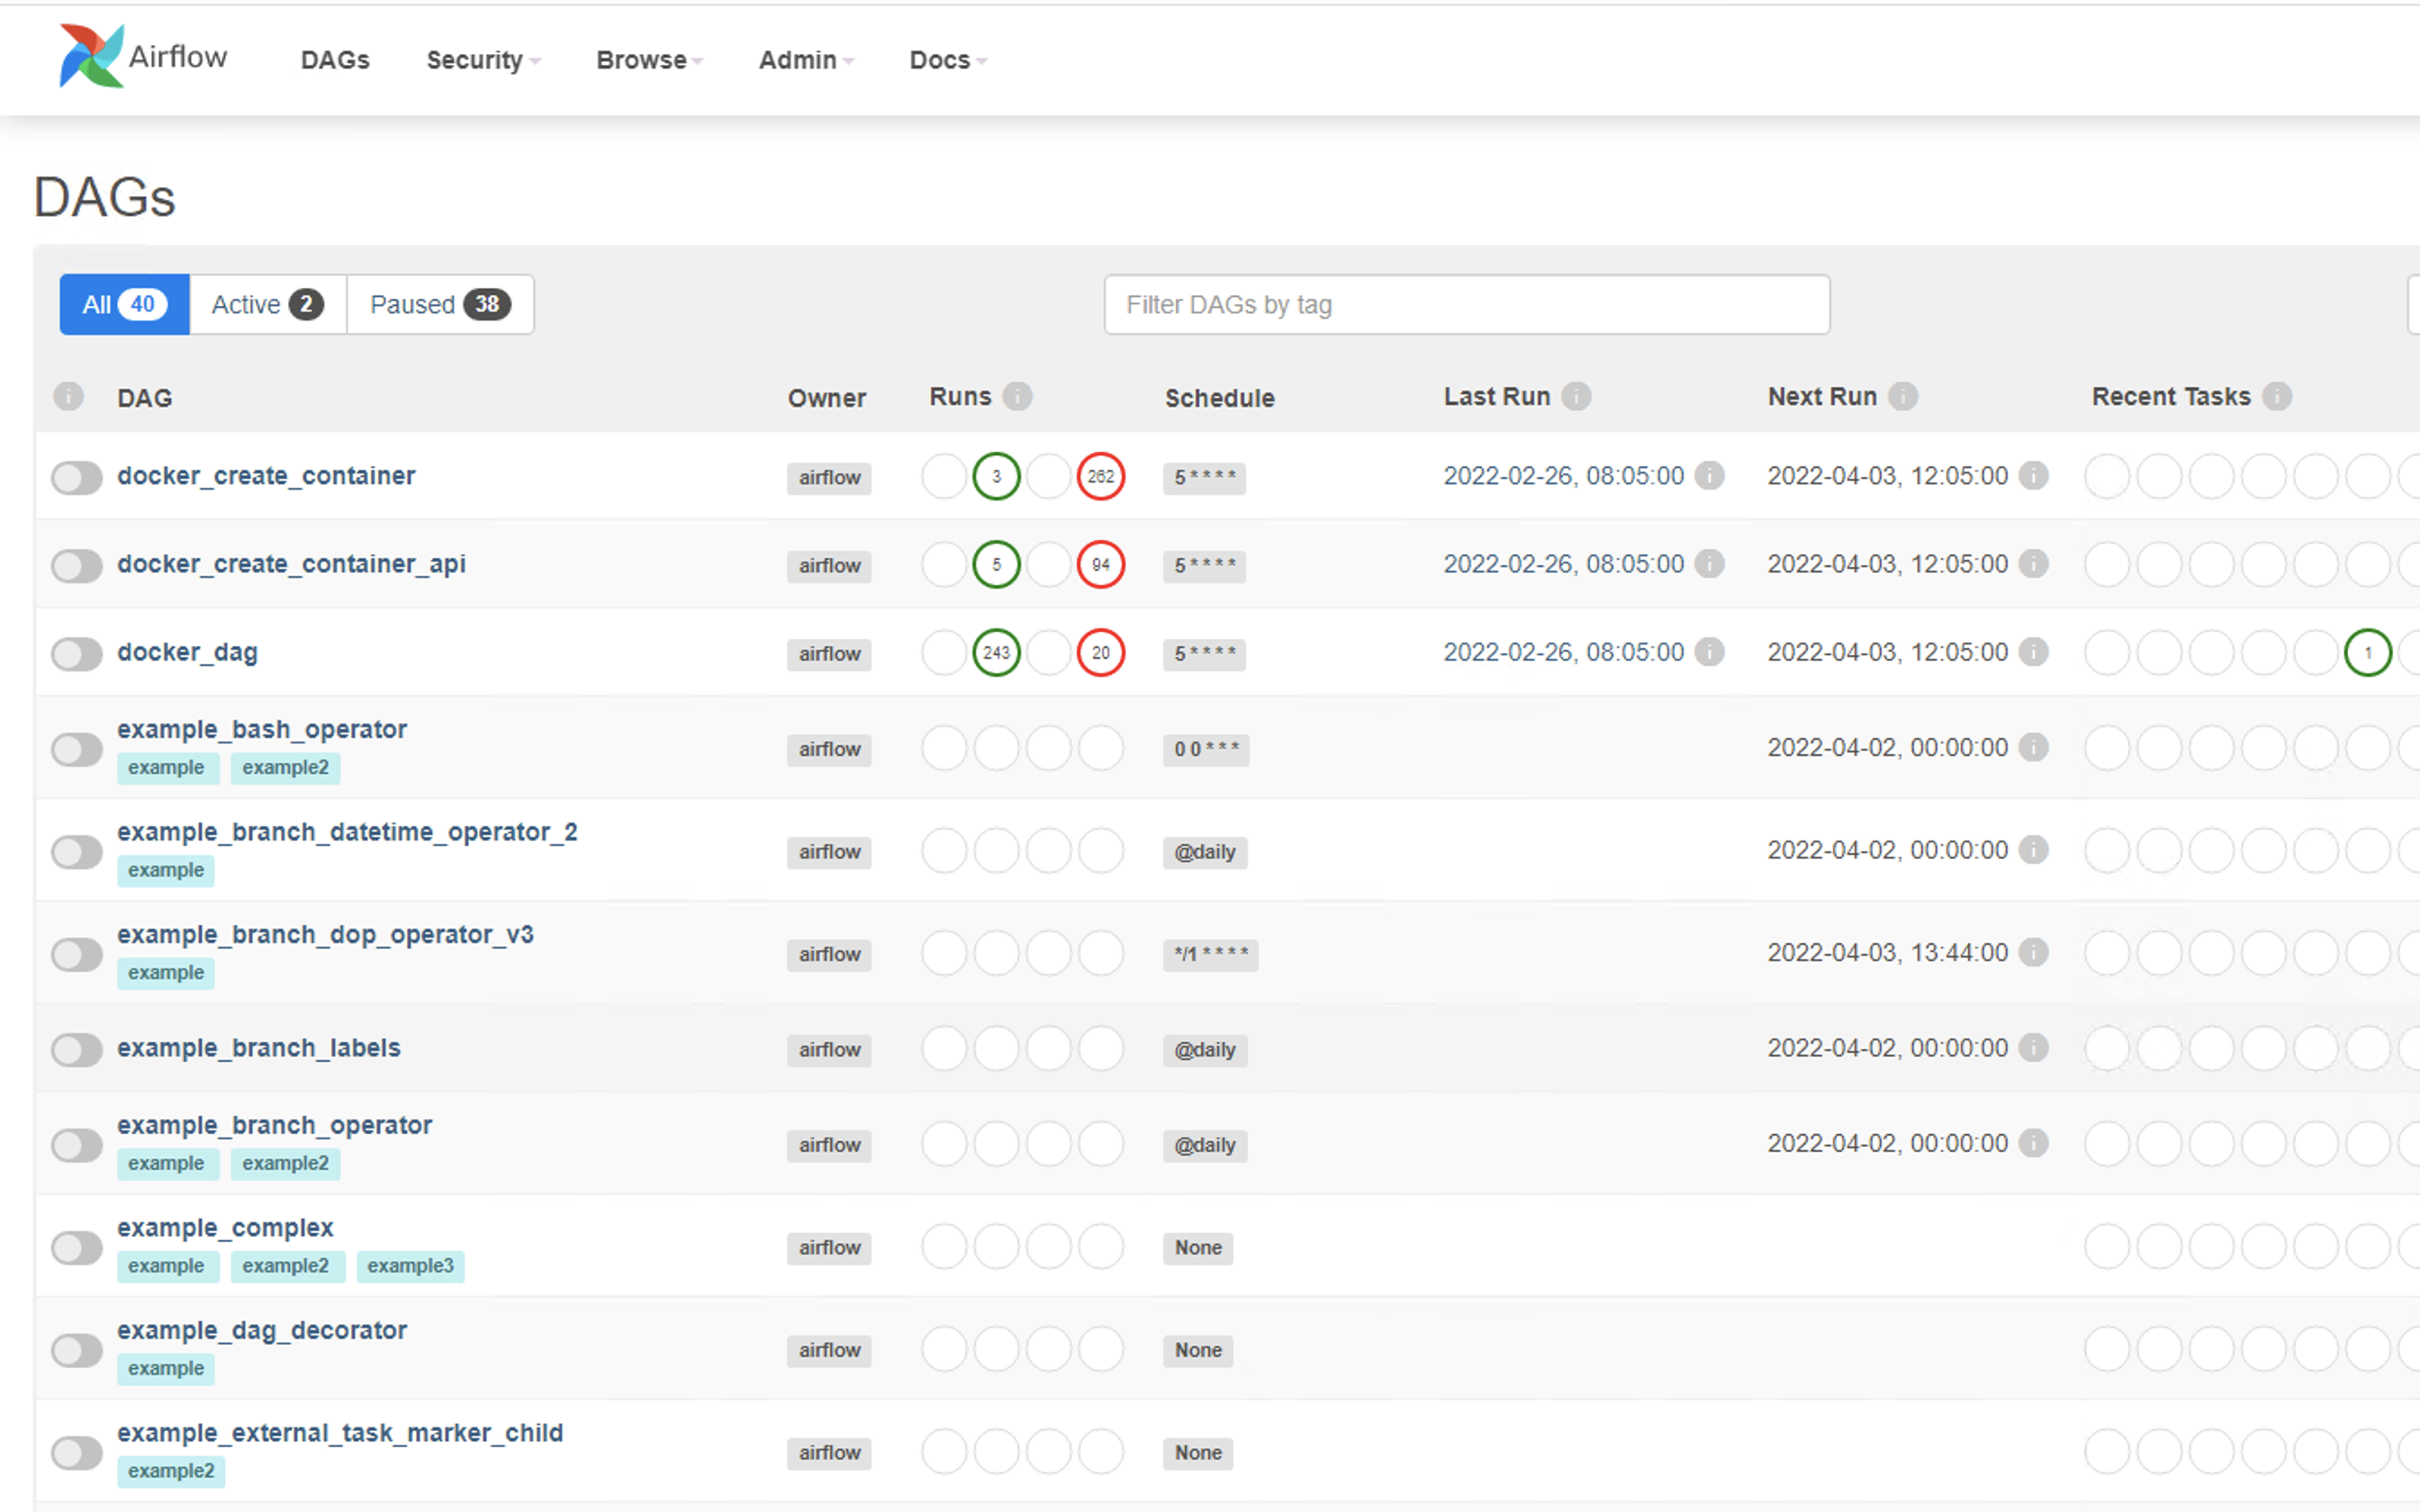 Airflow DAGs Security Browse Admin Docs
DAGs
All 40 Active 2 Paused 38 Filter DAGs by tag
DAG Owner Runs Schedule Last Run Next Run Recent Tasks
docker_create_container airflow 3 262 5 * * * * 2022-02-26, 08:05:00 2022-04-03, 12:05:00
docker_create_container_api airflow 5 94 5 * * * * 2022-02-26, 08:05:00 2022-04-03, 12:05:00
docker_dag airflow 243 20 5 * * * * 2022-02-26, 08:05:00 2022-04-03, 12:05:00 1
example_bash_operator airflow 0 0 * * * 2022-04-02, 00:00:00
example example2
example_branch_datetime_operator_2 airflow @daily 2022-04-02, 00:00:00
example
example_branch_dop_operator_v3 airflow */1 * * * * 2022-04-03, 13:44:00
example
example_branch_labels airflow @daily 2022-04-02, 00:00:00
example_branch_operator airflow @daily 2022-04-02, 00:00:00
example example2
example_complex airflow None
example example2 example3
example_dag_decorator airflow None
example
example_external_task_marker_child airflow None
example2